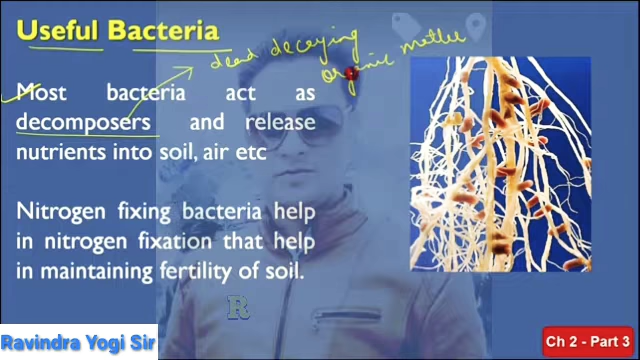 Useful Bacteria
dead decaying
organic matter
Most bacteria act as
decomposers and release
nutrients into soil, air etc
Nitrogen fixing bacteria help
in nitrogen fixation that help
in maintaining fertility of soil.
R
Ravindra Yogi Sir
Ch 2 - Part 3